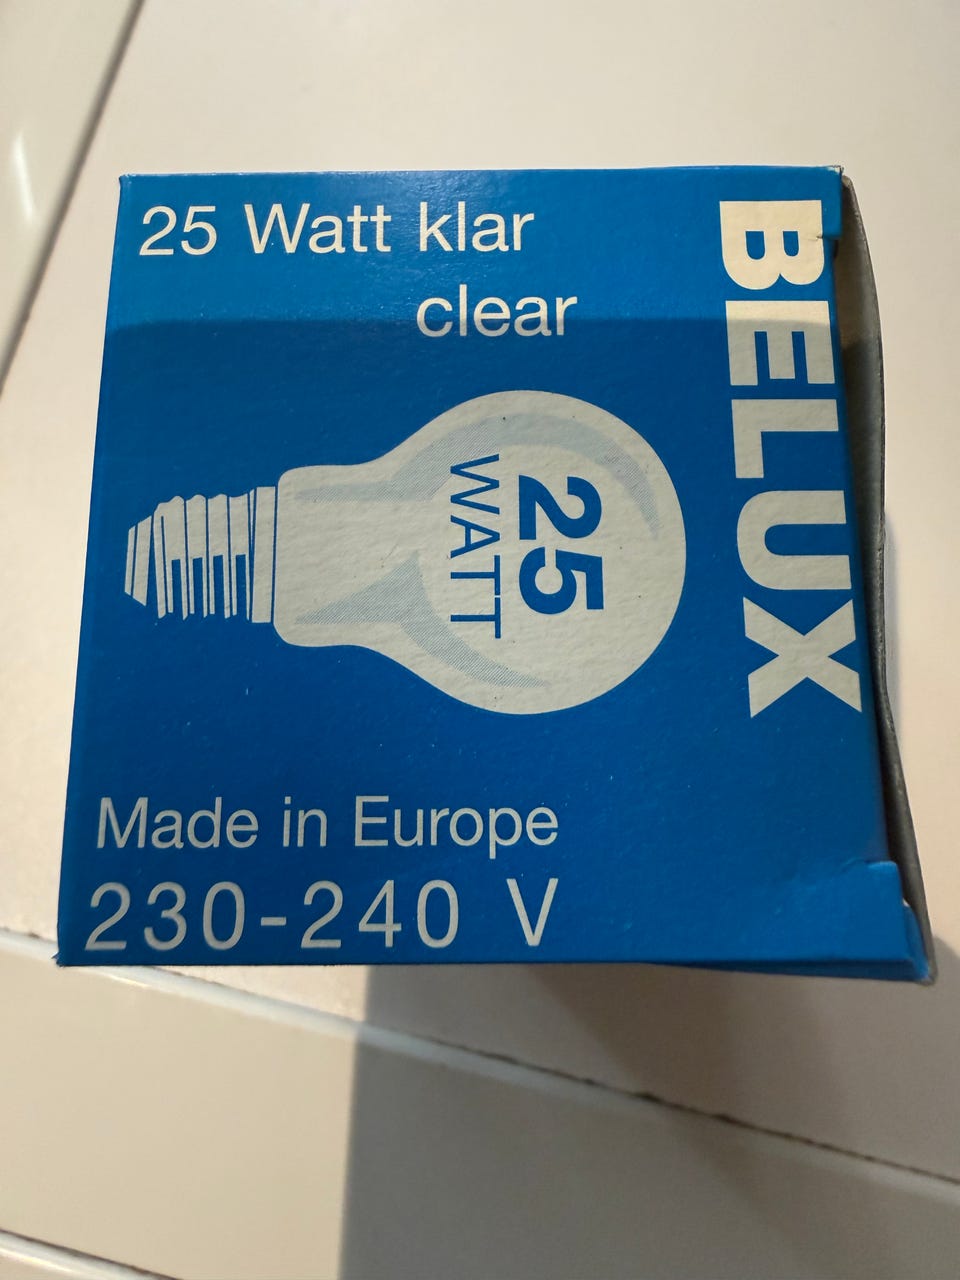 25 Watt klar
clear
BELUX
25
WATT
Made in Europe
230-240 V